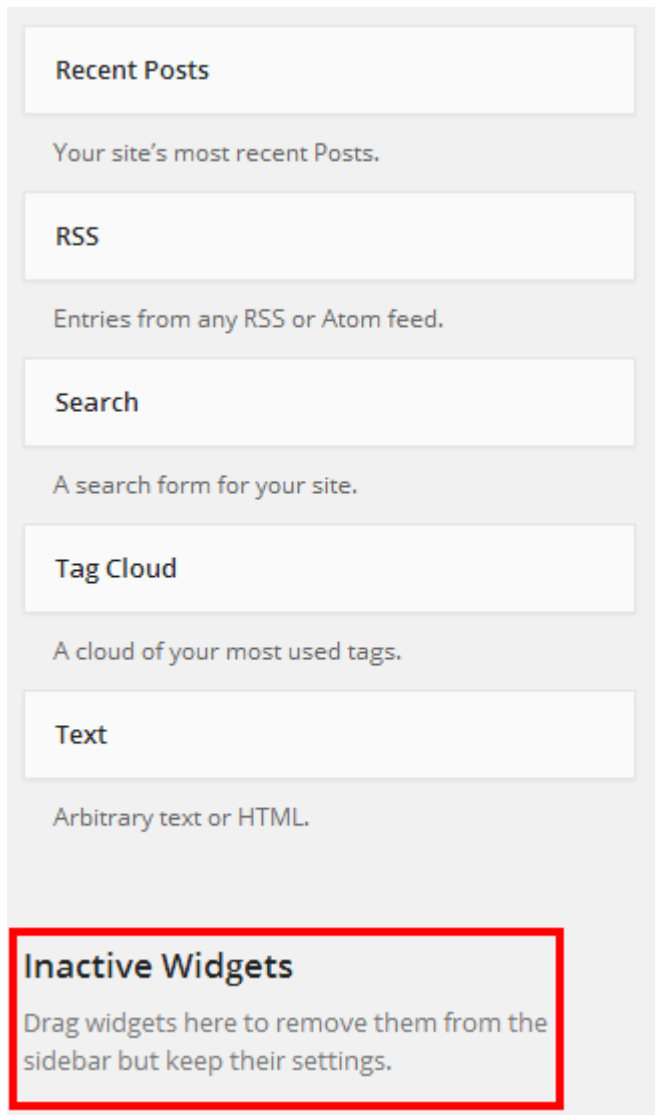 Recent Posts
Your site’s most recent Posts.
RSS
Entries from any RSS or Atom feed.
Search
A search form for your site.
Tag Cloud
A cloud of your most used tags.
Text
Arbitrary text or HTML.
Inactive Widgets
Drag widgets here to remove them from the
sidebar but keep their settings.